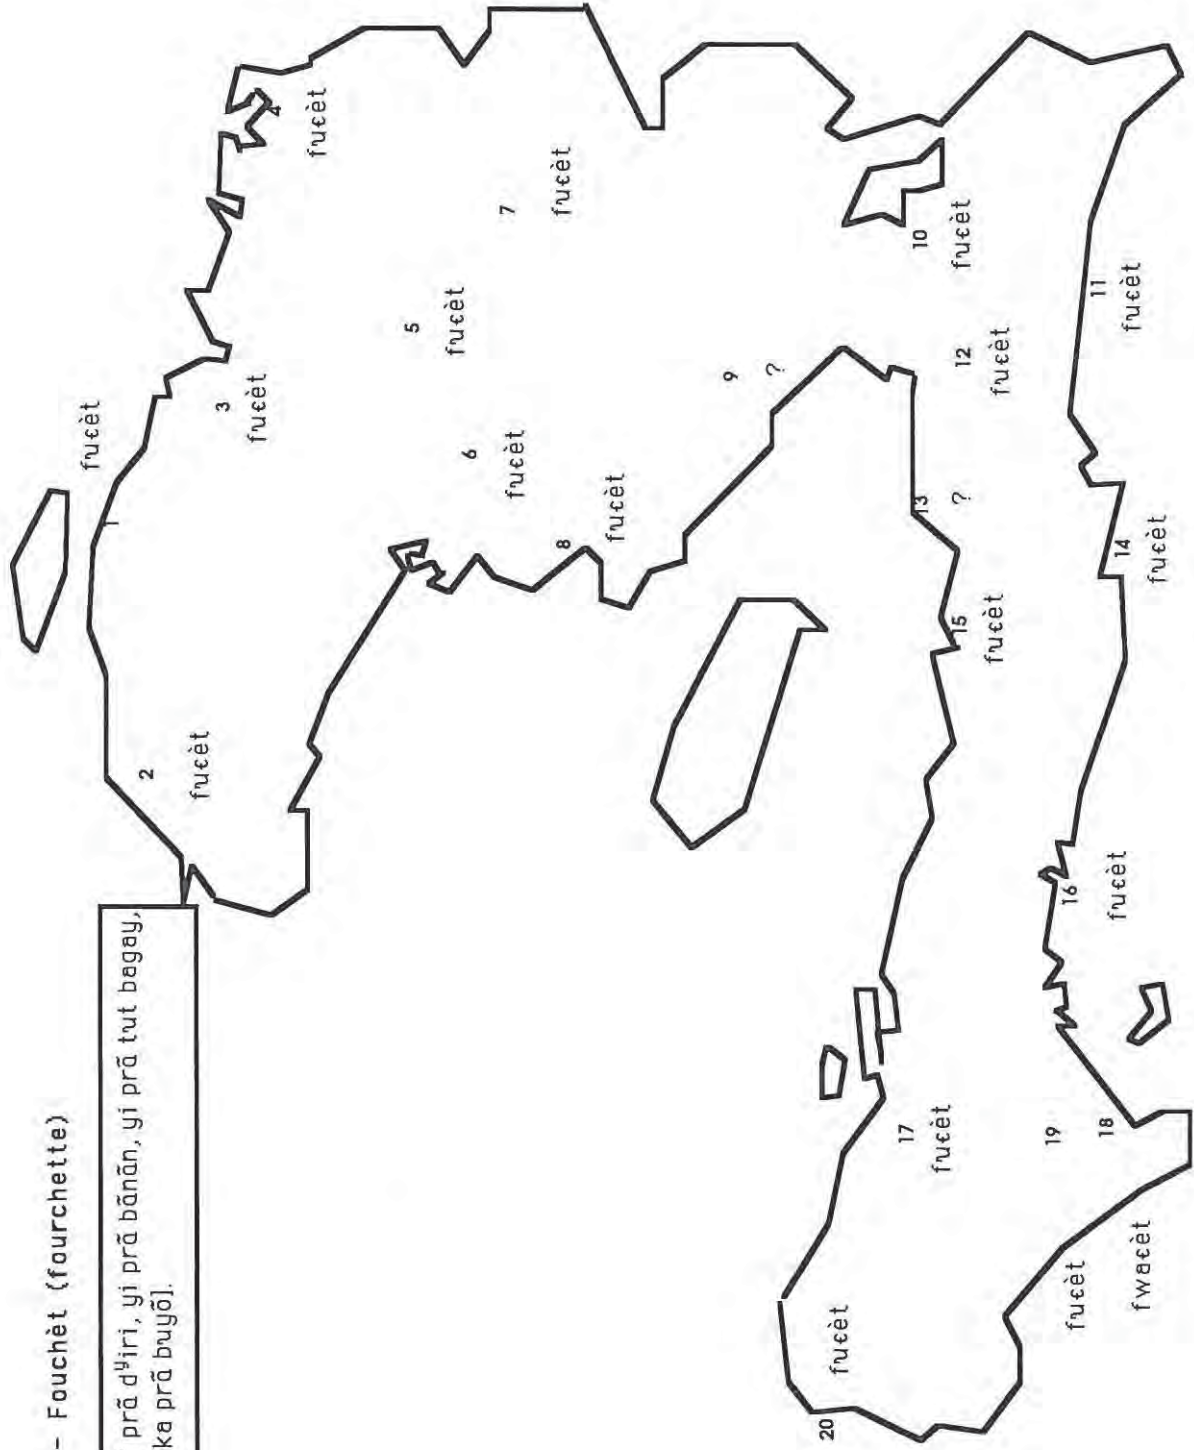 - Fouchèt (fourchette)
prã dʸiri, yi prã bãnãn, yi prã tut bagay,
ka prã buyõ].
1
fuɛèt
2
fuɛèt
3
fuɛèt
4
fuɛèt
5
fuɛèt
6
fuɛèt
7
fuɛèt
8
fuɛèt
9
?
10
fuɛèt
11
fuɛèt
12
fuɛèt
13
?
14
fuɛèt
15
fuɛèt
16
fuɛèt
17
fuɛèt
18
fwaɛèt
19
fuɛèt
20
fuɛèt